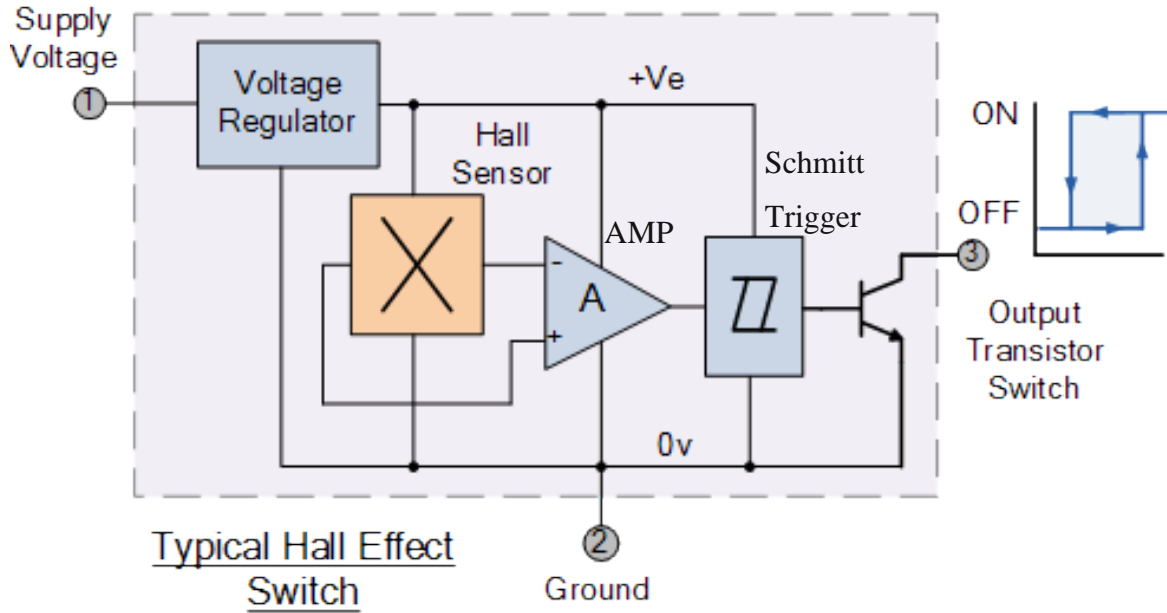 Supply
Voltage
1
Voltage
Regulator
+Ve
Hall
Sensor
Schmitt
Trigger
AMP
-
A
+
ON
OFF
3
Output
Transistor
Switch
0v
2
Ground
Typical Hall Effect
Switch